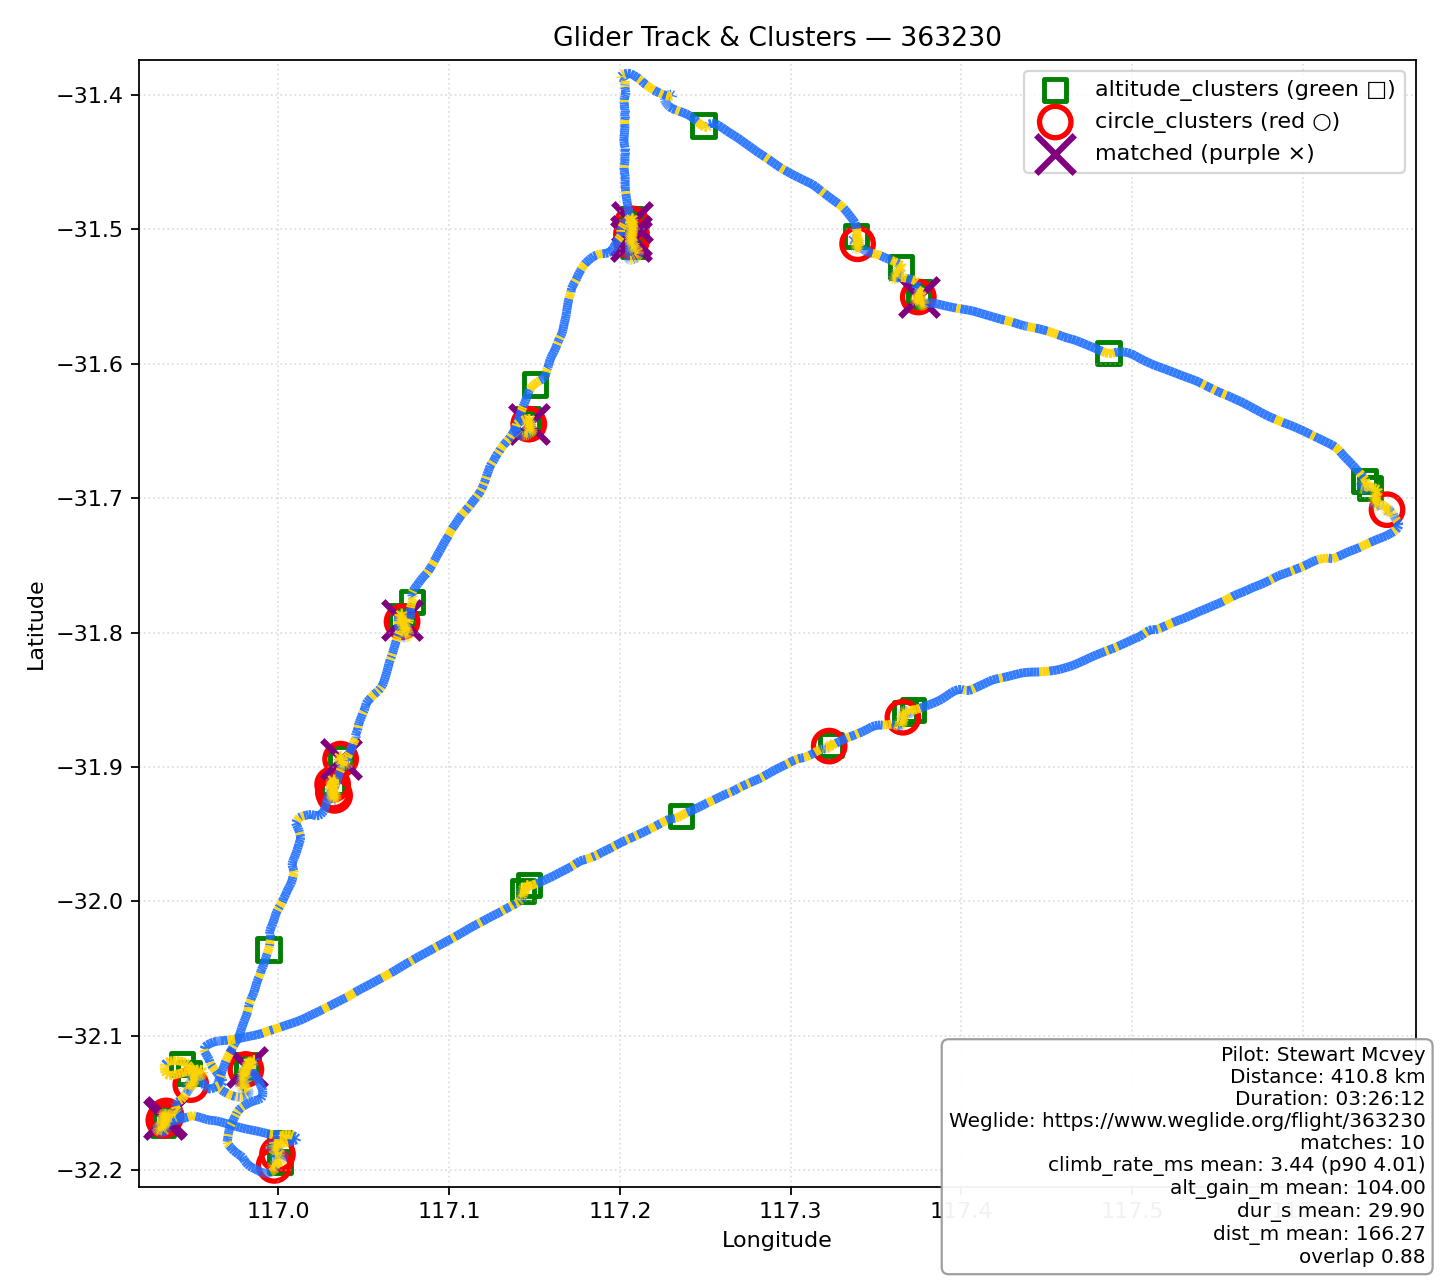 Glider Track & Clusters — 363230
altitude_clusters (green □)
circle_clusters (red ○)
matched (purple ×)
−31.4
−31.5
−31.6
−31.7
−31.8
−31.9
−32.0
−32.1
−32.2
Latitude
117.0
117.1
117.2
117.3
117.4
117.5
Longitude
Pilot: Stewart Mcvey
Distance: 410.8 km
Duration: 03:26:12
Weglide: https://www.weglide.org/flight/363230
matches: 10
climb_rate_ms mean: 3.44 (p90 4.01)
alt_gain_m mean: 104.00
dur_s mean: 29.90
dist_m mean: 166.27
overlap 0.88